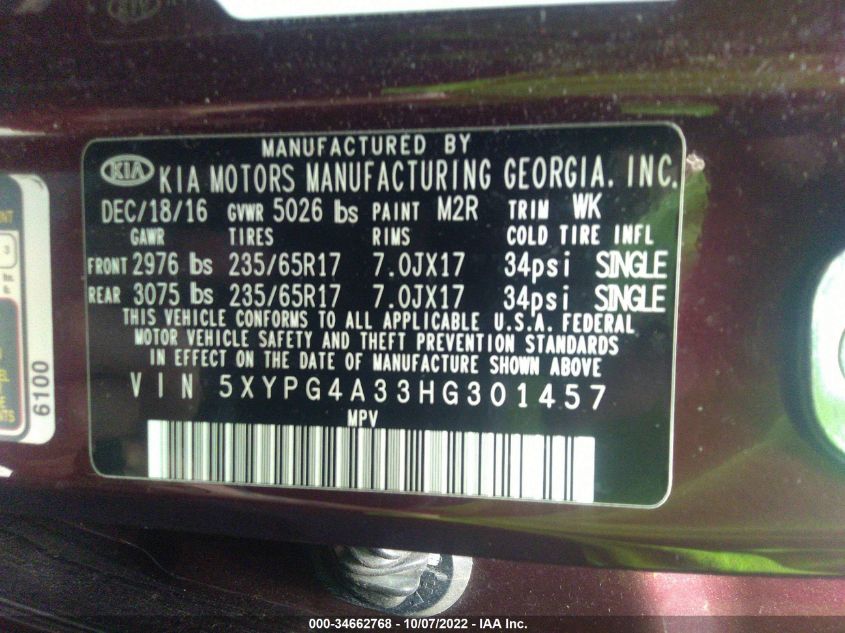 MANUFACTURED BY
KIA KIA MOTORS MANUFACTURING GEORGIA, INC.
DEC/18/16 GVWR 5026 lbs PAINT M2R TRIM WK
GAWR TIRES RIMS COLD TIRE INFL
FRONT 2976 lbs 235/65R17 7.0JX17 34psi SINGLE
REAR 3075 lbs 235/65R17 7.0JX17 34psi SINGLE
THIS VEHICLE CONFORMS TO ALL APPLICABLE U.S.A. FEDERAL
MOTOR VEHICLE SAFETY AND THEFT PREVENTION STANDARDS
IN EFFECT ON THE DATE OF MANUFACTURE SHOWN ABOVE
VIN 5XYPG4A33HG301457
MPV
6100
000-34662768 - 10/07/2022 - IAA Inc.